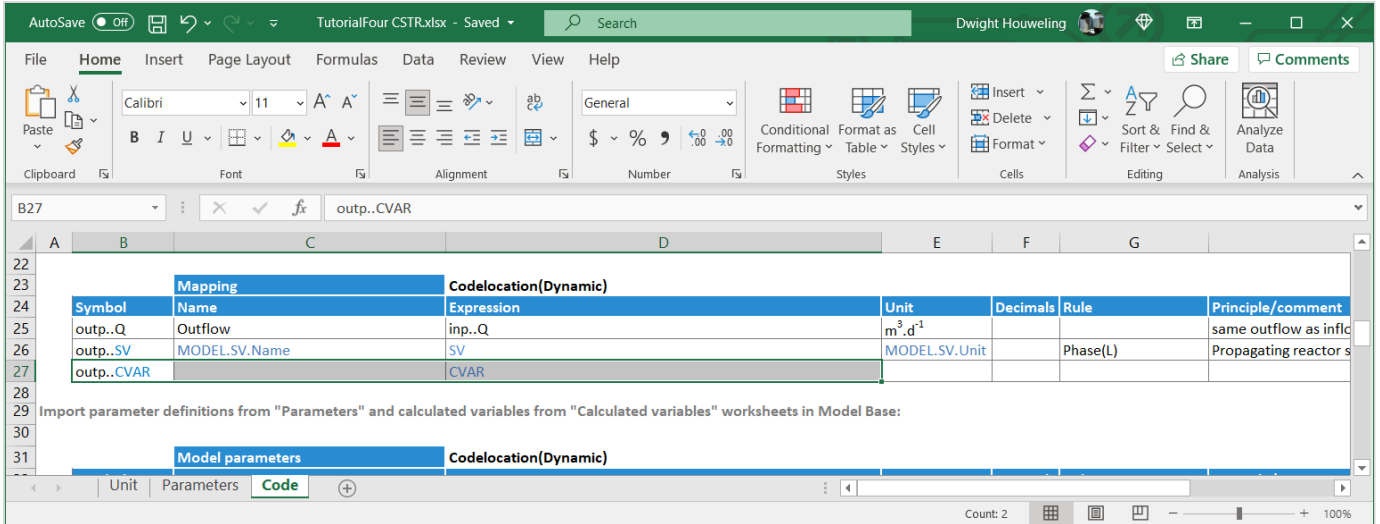 AutoSave Off TutorialFour CSTR.xlsx - Saved Search Dwight Houweling
File Home Insert Page Layout Formulas Data Review View Help Share Comments
Paste Calibri 11 A A ab General Conditional Formatting Format as Table Cell Styles Insert Delete Format Sort & Filter Find & Select Analyze Data
B I U A $ % .00 .0
Clipboard Font Alignment Number Styles Cells Editing Analysis
B27 fx outp..CVAR
A B C D E F G
22
23 Mapping Codelocation(Dynamic)
24 Symbol Name Expression Unit Decimals Rule Principle/comment
25 outp..Q Outflow inp..Q m³.d⁻¹ same outflow as inflo
26 outp..SV MODEL.SV.Name SV MODEL.SV.Unit Phase(L) Propagating reactor s
27 outp..CVAR CVAR
28
29 Import parameter definitions from "Parameters" and calculated variables from "Calculated variables" worksheets in Model Base:
30
31 Model parameters Codelocation(Dynamic)
Unit Parameters Code
Count: 2 100%